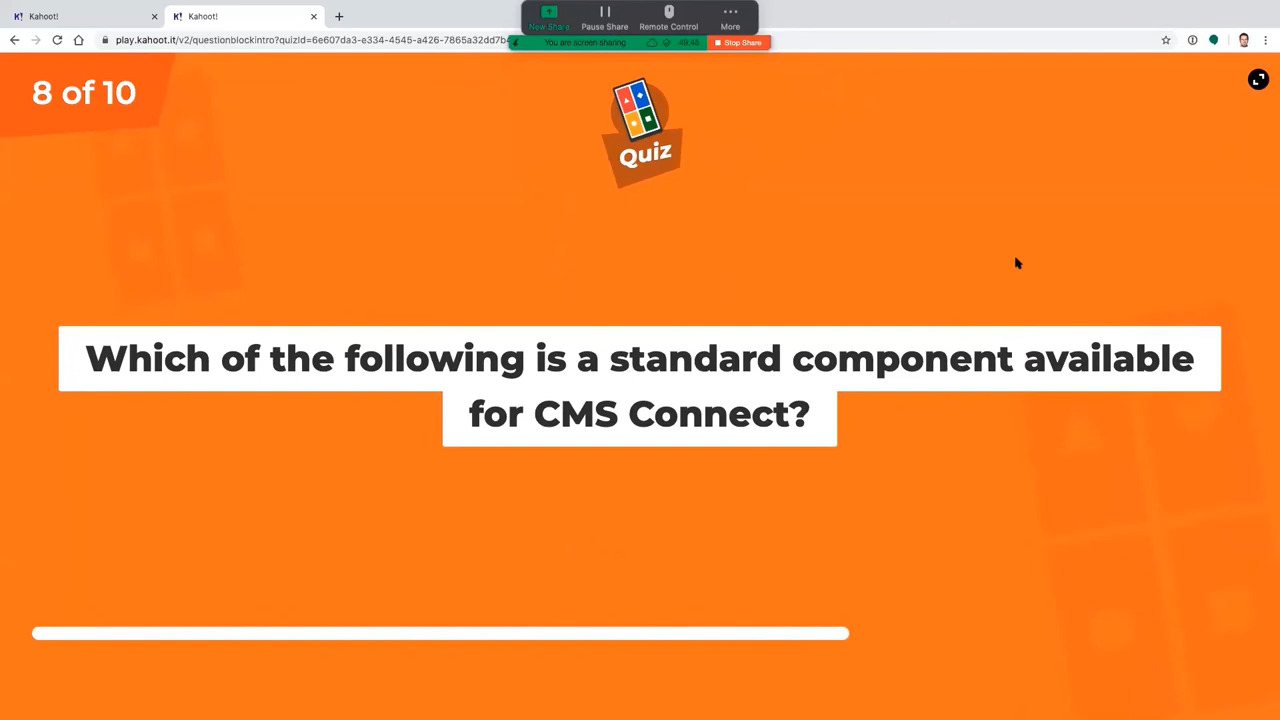 Kahoot!
Kahoot!
New Share
Pause Share
Remote Control
More
play.kahoot.it/v2/questionblockintro?quizId=6e607da3-e334-4545-a426-7865a32dd7b
You are screen sharing
Stop Share
8 of 10
Quiz
Which of the following is a standard component available
for CMS Connect?